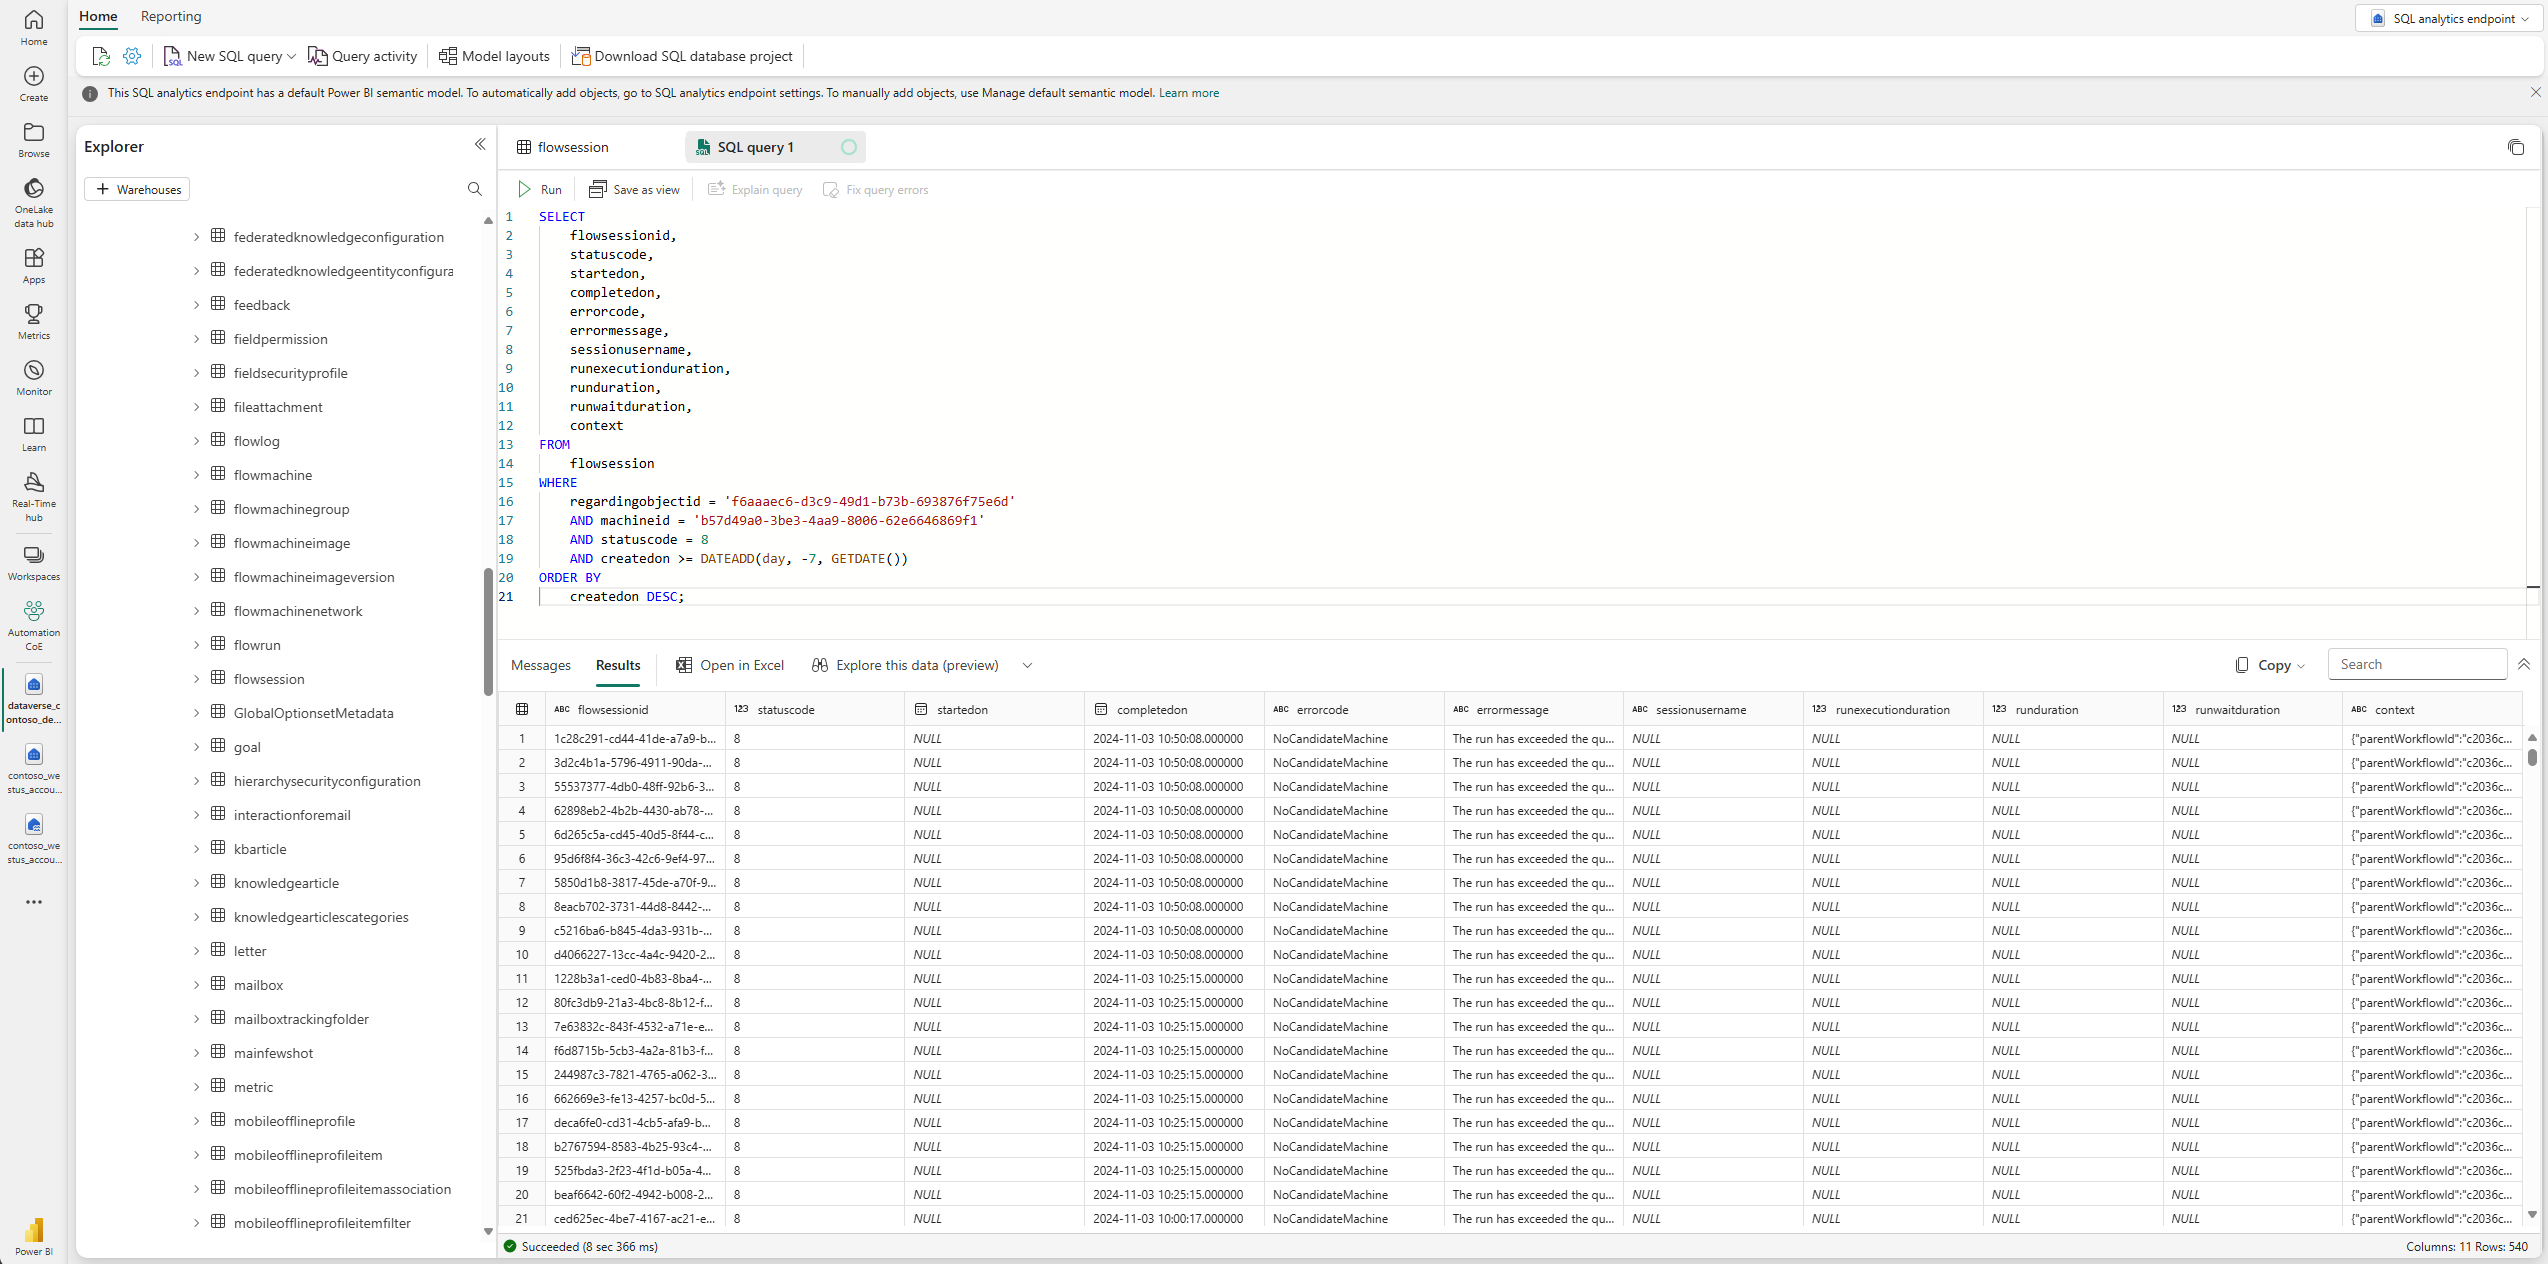 Home
Create
Browse
OneLake
data hub
Apps
Metrics
Monitor
Learn
Real-Time
hub
Workspaces
Automation
CoE
dataverse_c
ontoso_de...
contoso_we
stus_accou...
contoso_we
stus_accou...
Power BI
Home Reporting
SQL analytics endpoint
New SQL query Query activity Model layouts Download SQL database project
This SQL analytics endpoint has a default Power BI semantic model. To automatically add objects, go to SQL analytics endpoint settings. To manually add objects, use Manage default semantic model. Learn more
Explorer
+ Warehouses
federatedknowledgeconfiguration
federatedknowledgeentityconfigura
feedback
fieldpermission
fieldsecurityprofile
fileattachment
flowlog
flowmachine
flowmachinegroup
flowmachineimage
flowmachineimageversion
flowmachinenetwork
flowrun
flowsession
GlobalOptionsetMetadata
goal
hierarchysecurityconfiguration
interactionforemail
kbarticle
knowledgearticle
knowledgearticlescategories
letter
mailbox
mailboxtrackingfolder
mainfewshot
metric
mobileofflineprofile
mobileofflineprofileitem
mobileofflineprofileitemassociation
mobileofflineprofileitemfilter
flowsession SQL query 1
Run Save as view Explain query Fix query errors
1 SELECT
2 flowsessionid,
3 statuscode,
4 startedon,
5 completedon,
6 errorcode,
7 errormessage,
8 sessionusername,
9 runexecutionduration,
10 runduration,
11 runwaitduration,
12 context
13 FROM
14 flowsession
15 WHERE
16 regardingobjectid = 'f6aaaec6-d3c9-49d1-b73b-693876f75e6d'
17 AND machineid = 'b57d49a0-3be3-4aa9-8006-62e6646869f1'
18 AND statuscode = 8
19 AND createdon >= DATEADD(day, -7, GETDATE())
20 ORDER BY
21 createdon DESC;
Messages Results Open in Excel Explore this data (preview) Copy Search
ABC flowsessionid 123 statuscode startedon completedon ABC errorcode ABC errormessage ABC sessionusername 123 runexecutionduration 123 runduration 123 runwaitduration ABC context
1 1c28c291-cd44-41de-a7a9-b... 8 NULL 2024-11-03 10:50:08.000000 NoCandidateMachine The run has exceeded the qu... NULL NULL NULL NULL {"parentWorkflowId":"c2036c...
2 3d2c4b1a-5796-4911-90da-... 8 NULL 2024-11-03 10:50:08.000000 NoCandidateMachine The run has exceeded the qu... NULL NULL NULL NULL {"parentWorkflowId":"c2036c...
3 55537377-4db0-48ff-92b6-3... 8 NULL 2024-11-03 10:50:08.000000 NoCandidateMachine The run has exceeded the qu... NULL NULL NULL NULL {"parentWorkflowId":"c2036c...
4 62898eb2-4b2b-4430-ab78-... 8 NULL 2024-11-03 10:50:08.000000 NoCandidateMachine The run has exceeded the qu... NULL NULL NULL NULL {"parentWorkflowId":"c2036c...
5 6d265c5a-cd45-40d5-8f44-c... 8 NULL 2024-11-03 10:50:08.000000 NoCandidateMachine The run has exceeded the qu... NULL NULL NULL NULL {"parentWorkflowId":"c2036c...
6 95d6f8f4-36c3-42c6-9ef4-97... 8 NULL 2024-11-03 10:50:08.000000 NoCandidateMachine The run has exceeded the qu... NULL NULL NULL NULL {"parentWorkflowId":"c2036c...
7 5850d1b8-3817-45de-a70f-9... 8 NULL 2024-11-03 10:50:08.000000 NoCandidateMachine The run has exceeded the qu... NULL NULL NULL NULL {"parentWorkflowId":"c2036c...
8 8eacb702-3731-44d8-8442-... 8 NULL 2024-11-03 10:50:08.000000 NoCandidateMachine The run has exceeded the qu... NULL NULL NULL NULL {"parentWorkflowId":"c2036c...
9 c5216ba6-b845-4da3-931b-... 8 NULL 2024-11-03 10:50:08.000000 NoCandidateMachine The run has exceeded the qu... NULL NULL NULL NULL {"parentWorkflowId":"c2036c...
10 d4066227-13cc-4a4c-9420-2... 8 NULL 2024-11-03 10:50:08.000000 NoCandidateMachine The run has exceeded the qu... NULL NULL NULL NULL {"parentWorkflowId":"c2036c...
11 1228b3a1-ced0-4b83-8ba4-... 8 NULL 2024-11-03 10:25:15.000000 NoCandidateMachine The run has exceeded the qu... NULL NULL NULL NULL {"parentWorkflowId":"c2036c...
12 80fc3db9-21a3-4bc8-8b12-f... 8 NULL 2024-11-03 10:25:15.000000 NoCandidateMachine The run has exceeded the qu... NULL NULL NULL NULL {"parentWorkflowId":"c2036c...
13 7e63832c-843f-4532-a71e-e... 8 NULL 2024-11-03 10:25:15.000000 NoCandidateMachine The run has exceeded the qu... NULL NULL NULL NULL {"parentWorkflowId":"c2036c...
14 f6d8715b-5cb3-4a2a-81b3-f... 8 NULL 2024-11-03 10:25:15.000000 NoCandidateMachine The run has exceeded the qu... NULL NULL NULL NULL {"parentWorkflowId":"c2036c...
15 244987c3-7821-4765-a062-3... 8 NULL 2024-11-03 10:25:15.000000 NoCandidateMachine The run has exceeded the qu... NULL NULL NULL NULL {"parentWorkflowId":"c2036c...
16 662669e3-fe13-4257-bc0d-5... 8 NULL 2024-11-03 10:25:15.000000 NoCandidateMachine The run has exceeded the qu... NULL NULL NULL NULL {"parentWorkflowId":"c2036c...
17 deca6fe0-cd31-4cb5-afa9-b... 8 NULL 2024-11-03 10:25:15.000000 NoCandidateMachine The run has exceeded the qu... NULL NULL NULL NULL {"parentWorkflowId":"c2036c...
18 b2767594-8583-4b25-93c4-... 8 NULL 2024-11-03 10:25:15.000000 NoCandidateMachine The run has exceeded the qu... NULL NULL NULL NULL {"parentWorkflowId":"c2036c...
19 525fbda3-2f23-4f1d-b05a-4... 8 NULL 2024-11-03 10:25:15.000000 NoCandidateMachine The run has exceeded the qu... NULL NULL NULL NULL {"parentWorkflowId":"c2036c...
20 beaf6642-60f2-4942-b008-2... 8 NULL 2024-11-03 10:25:15.000000 NoCandidateMachine The run has exceeded the qu... NULL NULL NULL NULL {"parentWorkflowId":"c2036c...
21 ced625ec-4be7-4167-ac21-e... 8 NULL 2024-11-03 10:00:17.000000 NoCandidateMachine The run has exceeded the qu... NULL NULL NULL NULL {"parentWorkflowId":"c2036c...
Succeeded (8 sec 366 ms) Columns: 11 Rows: 540